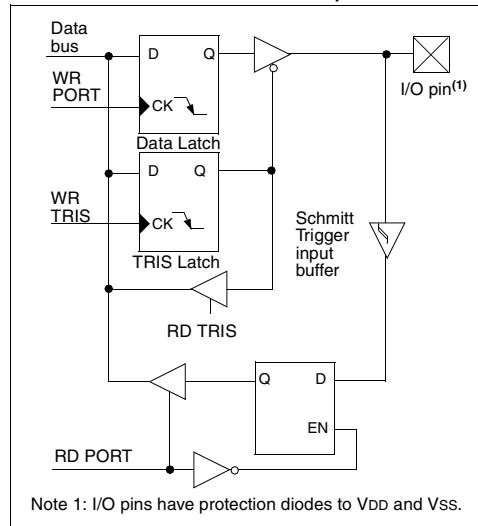 Data
bus
D Q
WR
PORT
CK
I/O pin(1)
Data Latch
D Q
WR
TRIS
CK
TRIS Latch
Schmitt
Trigger
input
buffer
RD TRIS
Q D
EN
RD PORT
Note 1: I/O pins have protection diodes to VDD and VSS.